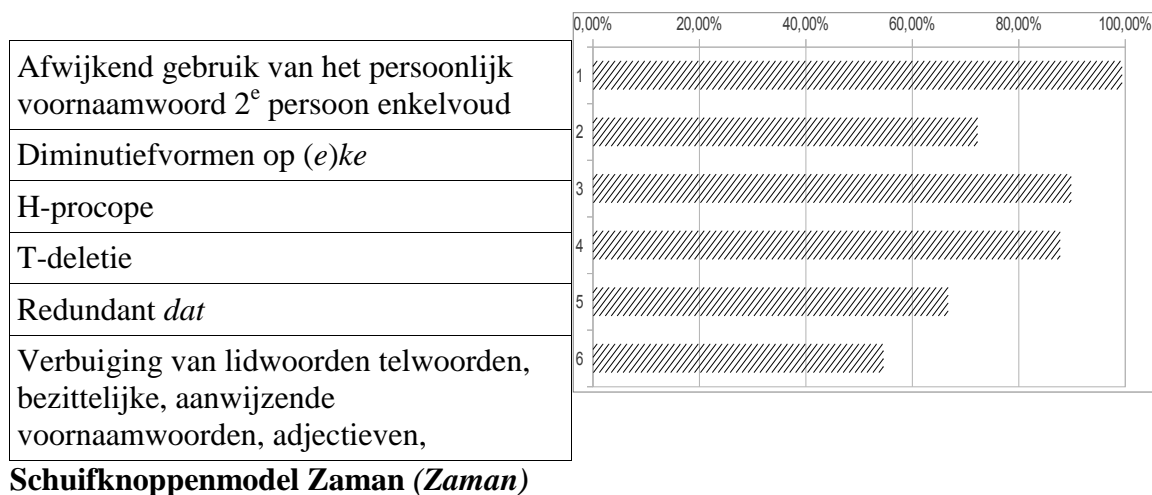 0,00% 20,00% 40,00% 60,00% 80,00% 100,00%
Afwijkend gebruik van het persoonlijk
voornaamwoord 2e persoon enkelvoud
1
Diminutiefvormen op (e)ke
2
H-procope
3
T-deletie
4
Redundant dat
5
Verbuiging van lidwoorden telwoorden,
bezittelijke, aanwijzende
voornaamwoorden, adjectieven,
6
Schuifknoppenmodel Zaman (Zaman)